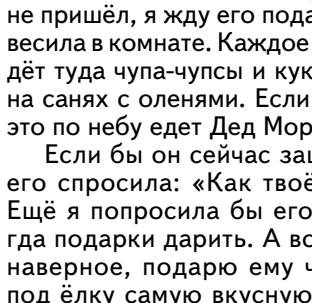 не пришёл, я жду его пода
весила в комнате. Каждое
дёт туда чупа-чупсы и кук
на санях с оленями. Если
это по небу едет Дед Мор
Если бы он сейчас заш
его спросила: «Как твоё
Ещё я попросила бы его
гда подарки дарить. А во
наверное, подарю ему ч
под ёлку самую вкусную